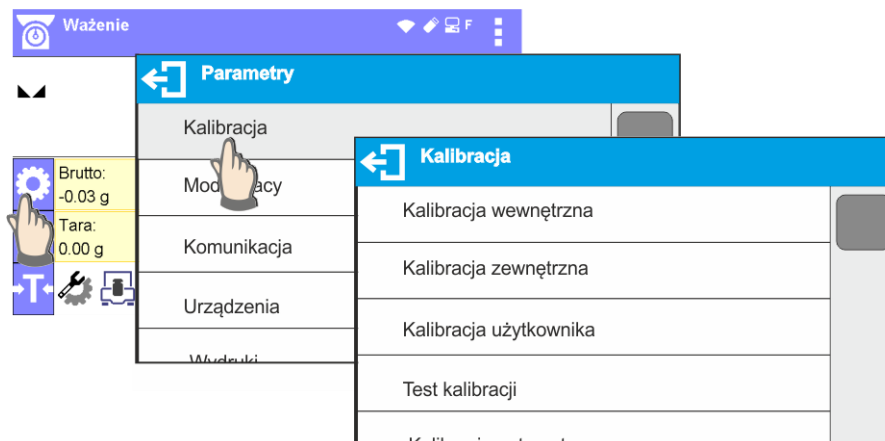 Ważenie
F
Parametry
Kalibracja
Brutto:
-0.03 g
Tara:
0.00 g
T
Komunikacja
Urządzenia
Wydruki
Kalibracja
Kalibracja wewnętrzna
Kalibracja zewnętrzna
Kalibracja użytkownika
Test kalibracji